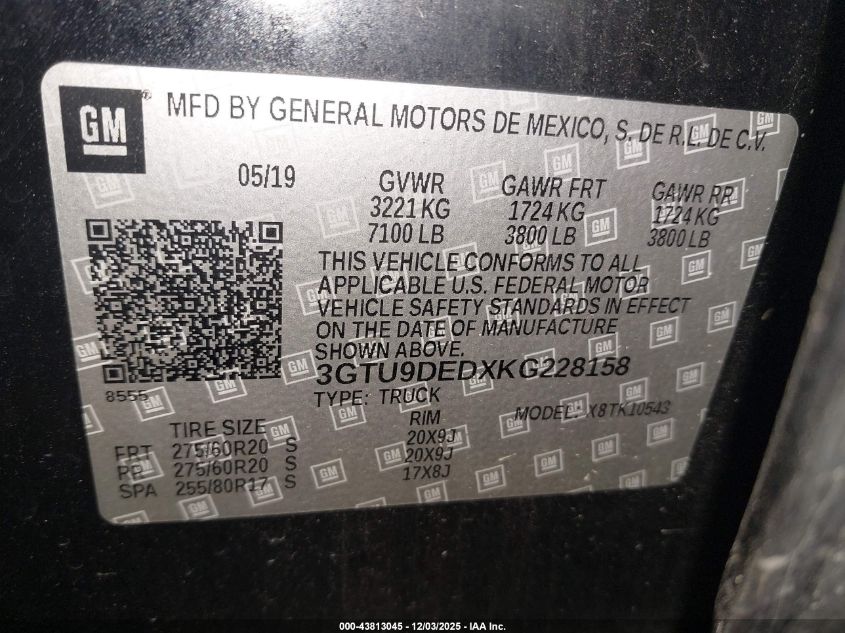 GM
MFD BY GENERAL MOTORS DE MEXICO, S. DE R.L. DE C.V.
05/19
GVWR GAWR FRT GAWR RR
3221 KG 1724 KG 1724 KG
7100 LB 3800 LB 3800 LB
THIS VEHICLE CONFORMS TO ALL
APPLICABLE U.S. FEDERAL MOTOR
VEHICLE SAFETY STANDARDS IN EFFECT
ON THE DATE OF MANUFACTURE
SHOWN ABOVE.
3GTU9DEDXKG228158
8555
TYPE: TRUCK MODEL: X8TK10543
TIRE SIZE RIM
FRT 275/60R20 S 20X9J
RR 275/60R20 S 20X9J
SPA 255/80R17 S 17X8J
000-43813045 - 12/03/2025 - IAA Inc.